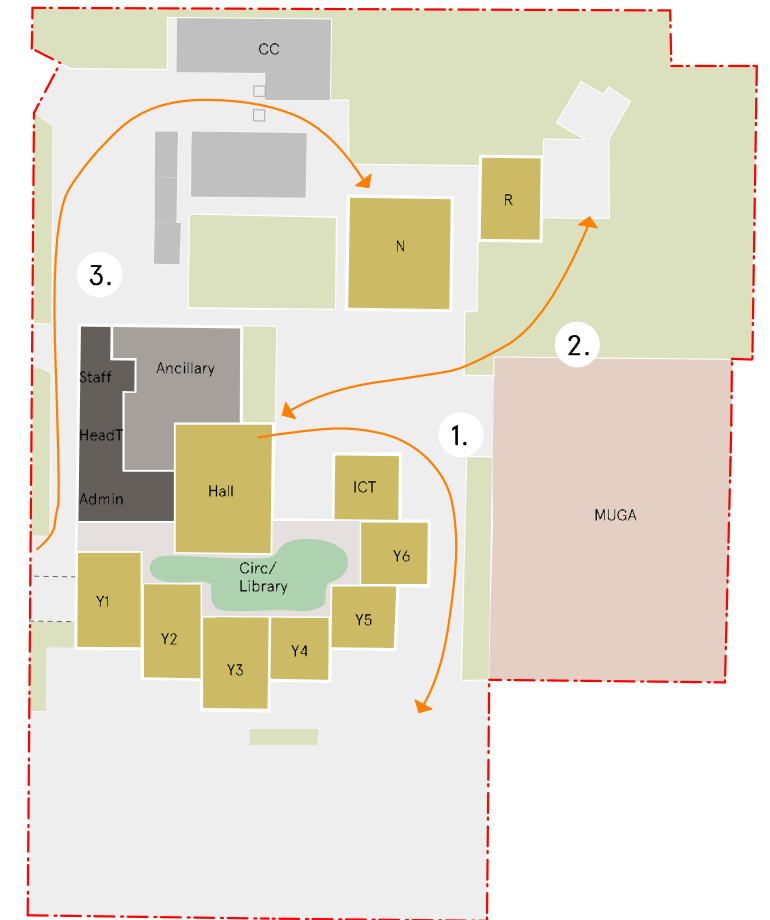 CC
R
N
3.
2.
Staff
Ancillary
HeadT
1.
Hall
ICT
Admin
MUGA
Y6
Circ/
Library
Y1
Y2
Y5
Y3
Y4